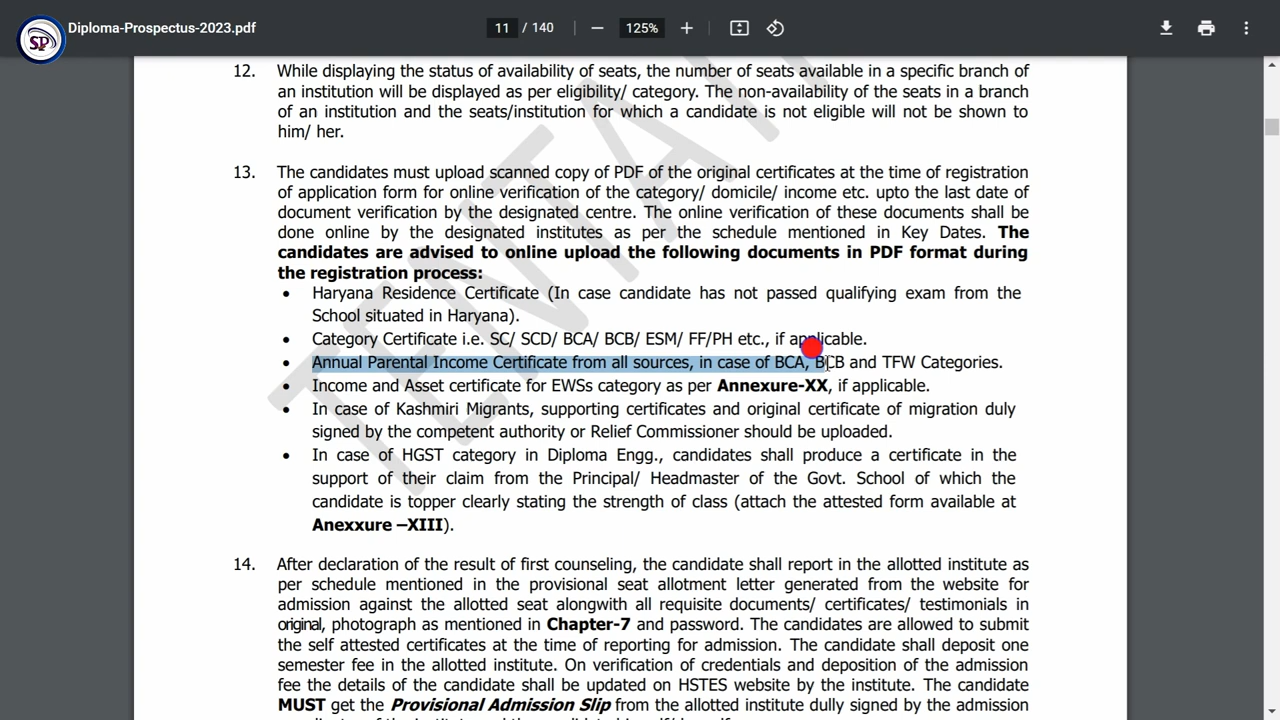 SP
Diploma-Prospectus-2023.pdf
11 / 140
125%
12. While displaying the status of availability of seats, the number of seats available in a specific branch of
an institution will be displayed as per eligibility/ category. The non-availability of the seats in a branch
of an institution and the seats/institution for which a candidate is not eligible will not be shown to
him/ her.
13. The candidates must upload scanned copy of PDF of the original certificates at the time of registration
of application form for online verification of the category/ domicile/ income etc. upto the last date of
document verification by the designated centre. The online verification of these documents shall be
done online by the designated institutes as per the schedule mentioned in Key Dates. The
candidates are advised to online upload the following documents in PDF format during
the registration process:
• Haryana Residence Certificate (In case candidate has not passed qualifying exam from the
School situated in Haryana).
• Category Certificate i.e. SC/ SCD/ BCA/ BCB/ ESM/ FF/PH etc., if applicable.
• Annual Parental Income Certificate from all sources, in case of BCA, BCB and TFW Categories.
• Income and Asset certificate for EWSs category as per Annexure-XX, if applicable.
• In case of Kashmiri Migrants, supporting certificates and original certificate of migration duly
signed by the competent authority or Relief Commissioner should be uploaded.
• In case of HGST category in Diploma Engg., candidates shall produce a certificate in the
support of their claim from the Principal/ Headmaster of the Govt. School of which the
candidate is topper clearly stating the strength of class (attach the attested form available at
Anexxure –XIII).
14. After declaration of the result of first counseling, the candidate shall report in the allotted institute as
per schedule mentioned in the provisional seat allotment letter generated from the website for
admission against the allotted seat alongwith all requisite documents/ certificates/ testimonials in
original, photograph as mentioned in Chapter-7 and password. The candidates are allowed to submit
the self attested certificates at the time of reporting for admission. The candidate shall deposit one
semester fee in the allotted institute. On verification of credentials and deposition of the admission
fee the details of the candidate shall be updated on HSTES website by the institute. The candidate
MUST get the Provisional Admission Slip from the allotted institute duly signed by the admission